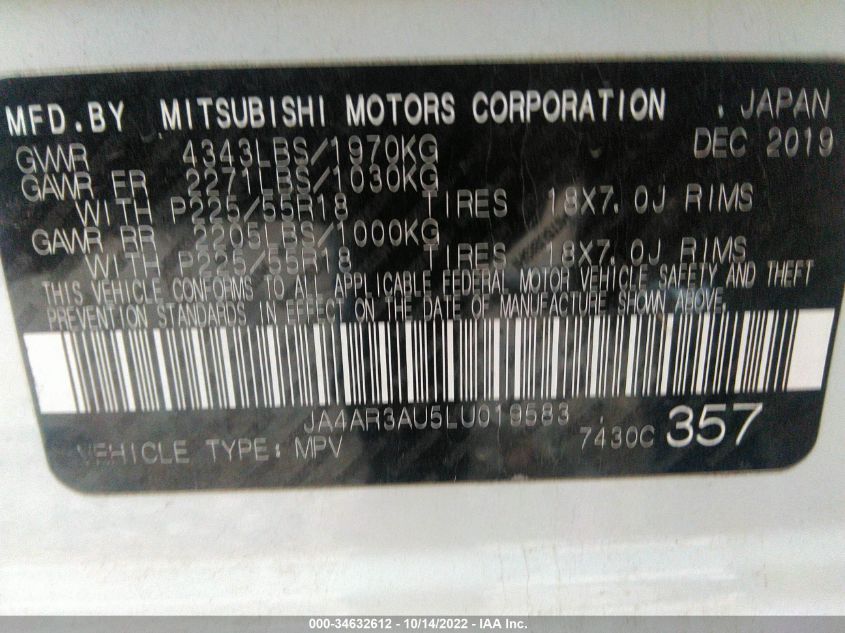 MFD.BY MITSUBISHI MOTORS CORPORATION . JAPAN
GVWR 4343LBS/1970KG DEC 2019
GAWR FR 2271LBS/1030KG
WITH P225/55R18 TIRES 18X7.0J RIMS
GAWR RR 2205LBS/1000KG
WITH P225/55R18 TIRES 18X7.0J RIMS
THIS VEHICLE CONFORMS TO ALL APPLICABLE FEDERAL MOTOR VEHICLE SAFETY AND THEFT
PREVENTION STANDARDS IN EFFECT ON THE DATE OF MANUFACTURE SHOWN ABOVE.
JA4AR3AU5LU019583
VEHICLE TYPE: MPV 7430C 357
000-34632612 - 10/14/2022 - IAA Inc.